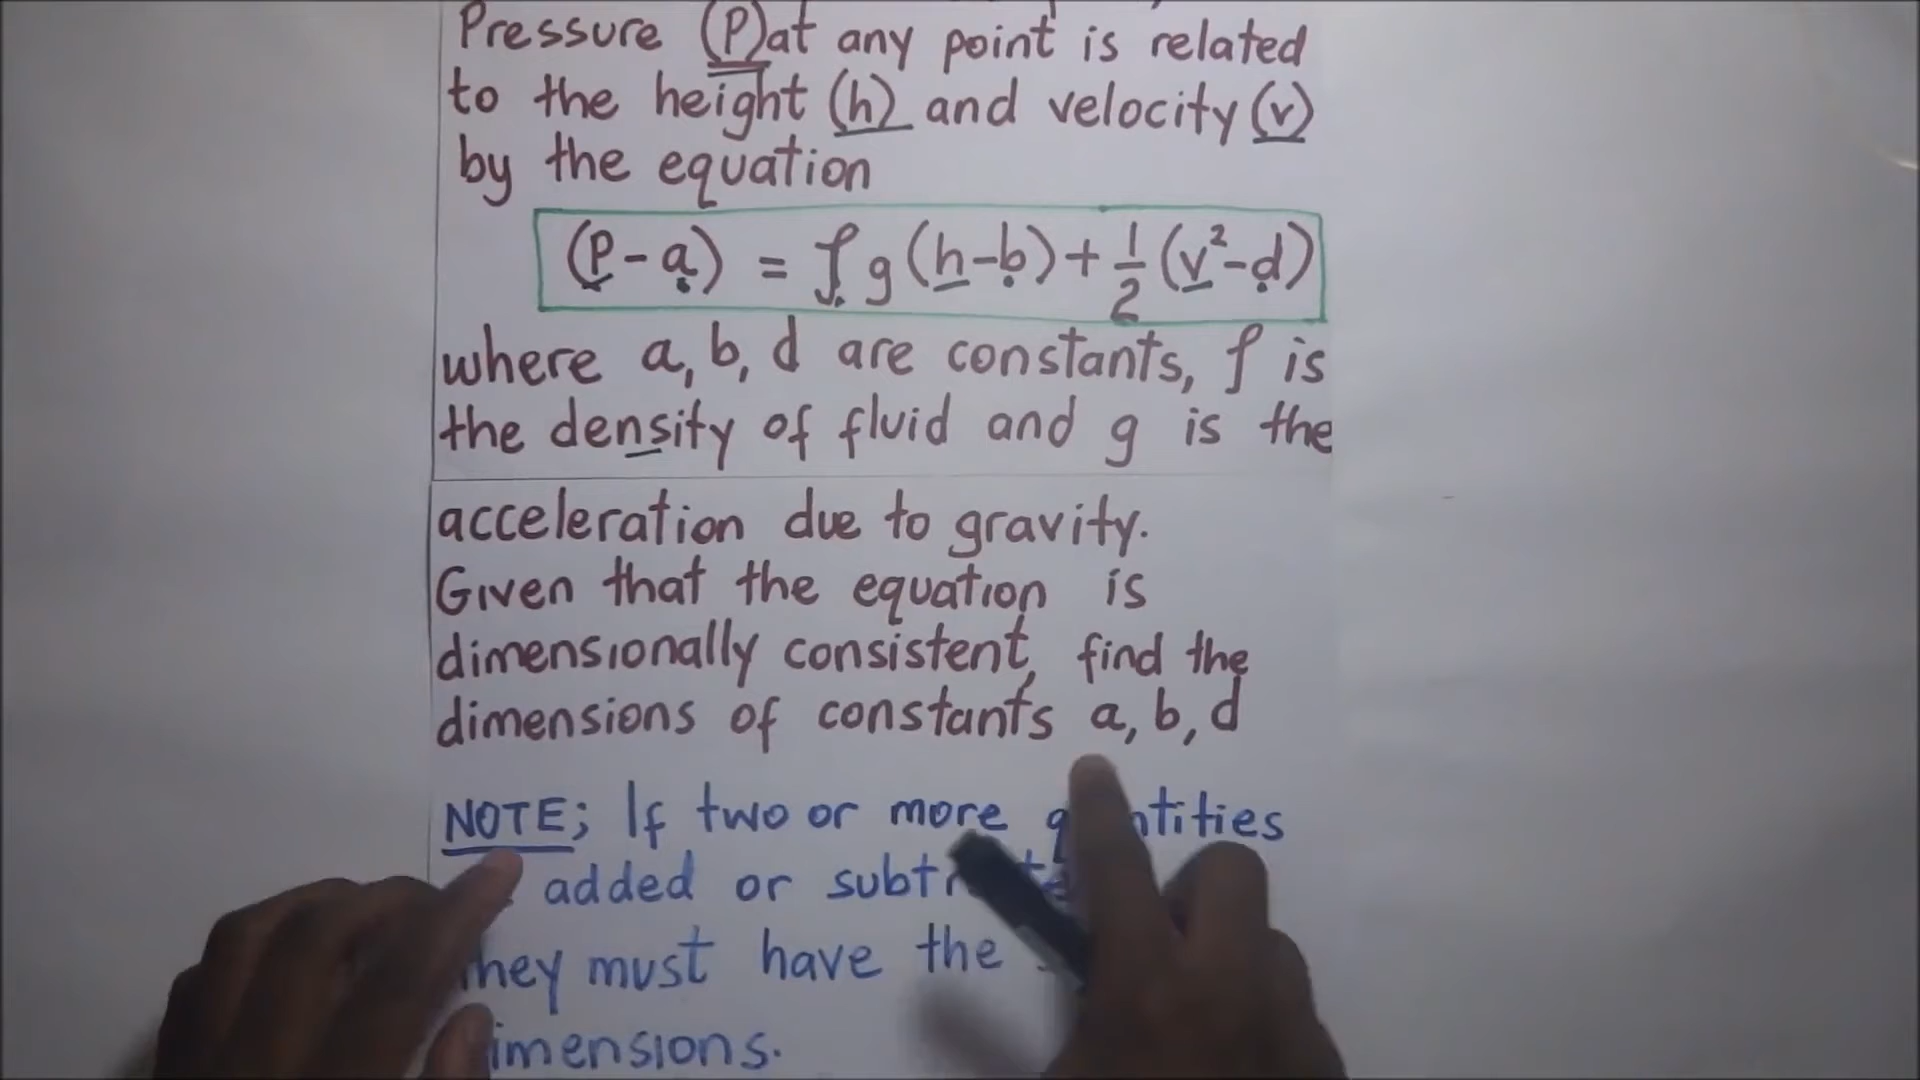 Pressure (P) at any point is related
to the height (h) and velocity (v)
by the equation
(P-a) = ρg(h-b)+½(v²-d)
where a, b, d are constants, ρ is
the density of fluid and g is the
acceleration due to gravity.
Given that the equation is
dimensionally consistent, find the
dimensions of constants a, b, d
NOTE; If two or more
added or
must have the